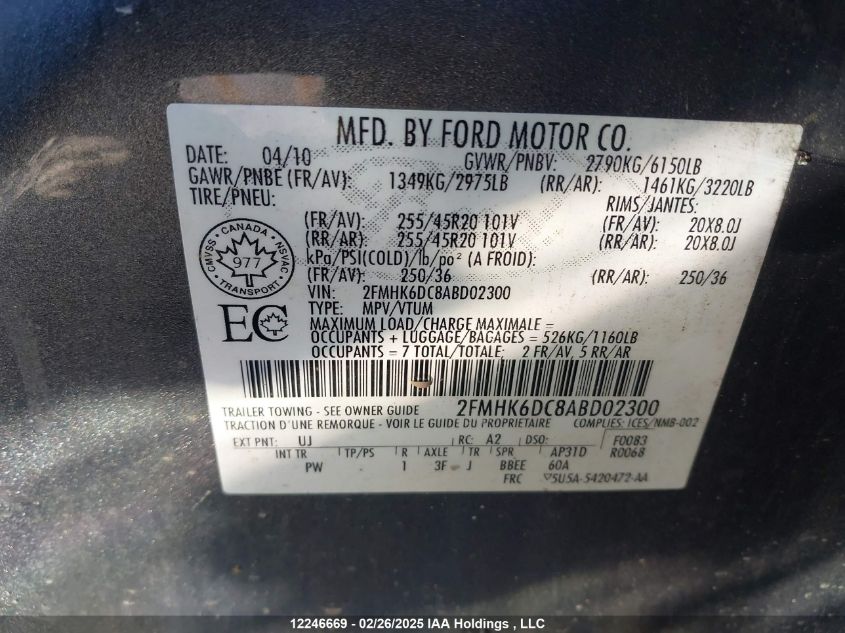 MFD. BY FORD MOTOR CO.
DATE: 04/10 GVWR/PNBV: 2790KG/6150LB
GAWR/PNBE (FR/AV): 1349KG/2975LB (RR/AR): 1461KG/3220LB
TIRE/PNEU: RIMS/JANTES:
(FR/AV): 255/45R20 101V (FR/AV): 20X8.0J
(RR/AR): 255/45R20 101V (RR/AR): 20X8.0J
kPa/PSI(COLD)/lb/po² (A FROID):
(FR/AV): 250/36 (RR/AR): 250/36
CANADA
CMVSS NSVAC
977
TRANSPORT
VIN: 2FMHK6DC8ABD02300
TYPE: MPV/VTUM
EC
MAXIMUM LOAD/CHARGE MAXIMALE =
OCCUPANTS + LUGGAGE/BAGAGES = 526KG/1160LB
OCCUPANTS = 7 TOTAL/TOTALE: 2 FR/AV, 5 RR/AR
TRAILER TOWING - SEE OWNER GUIDE 2FMHK6DC8ABD02300
TRACTION D'UNE REMORQUE - VOIR LE GUIDE DU PROPRIETAIRE COMPLIES: ICES/NMB-002
EXT PNT: UJ RC: A2 DSO: F0083
INT TR TP/PS R AXLE TR SPR AP31D R0068
PW 1 3F J BBEE 60A
FRC 5U5A-5420472-AA
12246669 - 02/26/2025 IAA Holdings , LLC